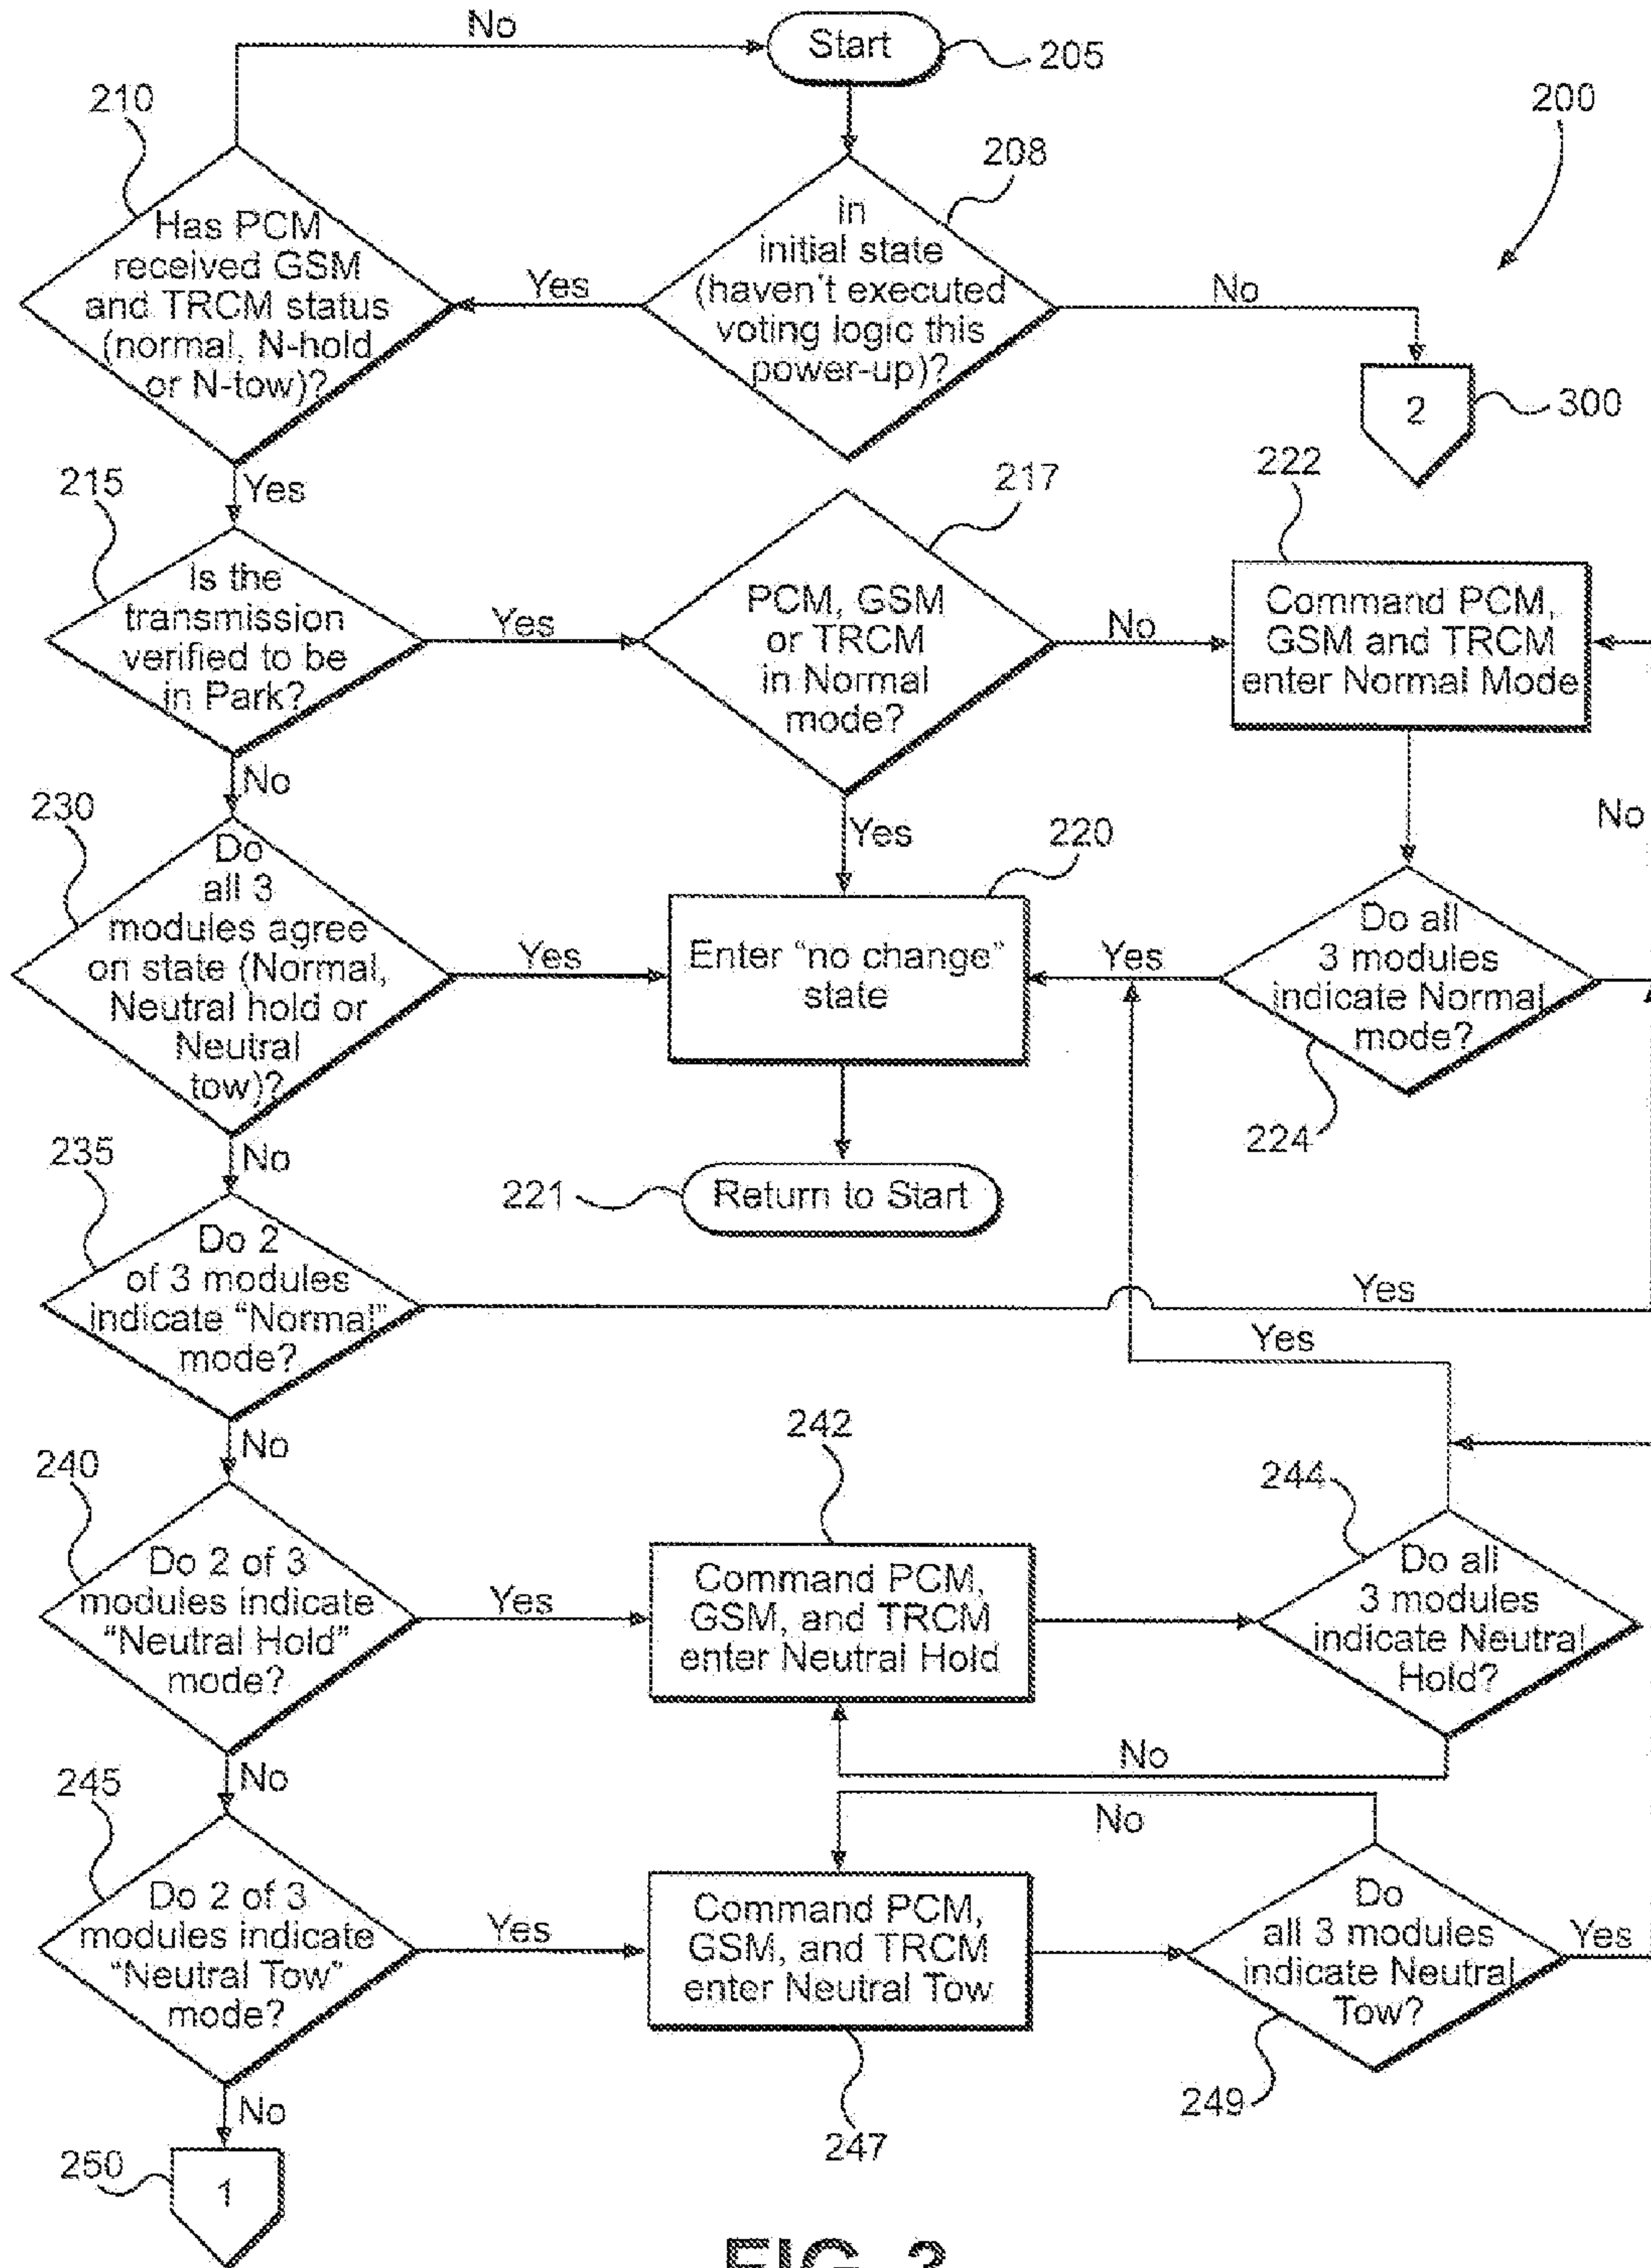 No
Start
205
210
200
208
Has PCM
received GSM
and TRCM status
(normal, N-hold
or N-tow)?
Yes
In
initial state
(haven't executed
voting logic this
power-up)?
No
2
300
215
Yes
217
222
Is the
transmission
verified to be
in Park?
Yes
PCM, GSM
or TRCM
in Normal
mode?
No
Command PCM,
GSM and TRCM
enter Normal Mode
No
230
Yes
220
No
Do
all 3
modules agree
on state (Normal,
Neutral hold or
Neutral
tow)?
Yes
Enter "no change"
state
Yes
Do all
3 modules
indicate Normal
mode?
224
235
No
221
Return to Start
Do 2
of 3 modules
indicate "Normal"
mode?
Yes
Yes
No
240
242
244
Do 2 of 3
modules indicate
"Neutral Hold"
mode?
Yes
Command PCM,
GSM, and TRCM
enter Neutral Hold
Do all
3 modules
indicate Neutral
Hold?
No
245
No
No
Do 2 of 3
modules indicate
"Neutral Tow"
mode?
Yes
Command PCM,
GSM, and TRCM
enter Neutral Tow
Do
all 3 modules
indicate Neutral
Tow?
Yes
249
No
247
250
1